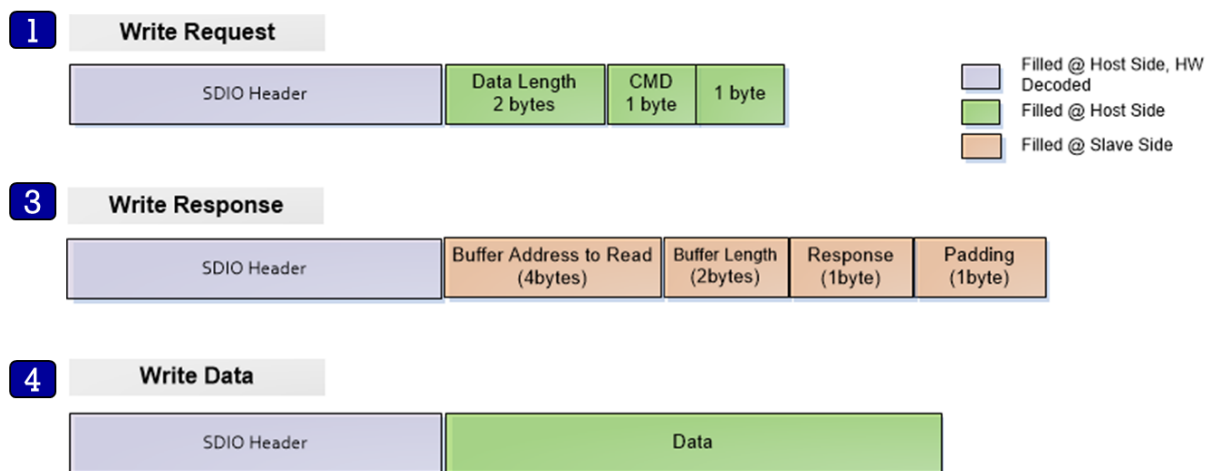 1
Write Request
SDIO Header
Data Length
2 bytes
CMD
1 byte
1 byte
Filled @ Host Side, HW
Decoded
Filled @ Host Side
Filled @ Slave Side
3
Write Response
SDIO Header
Buffer Address to Read
(4bytes)
Buffer Length
(2bytes)
Response
(1byte)
Padding
(1byte)
4
Write Data
SDIO Header
Data